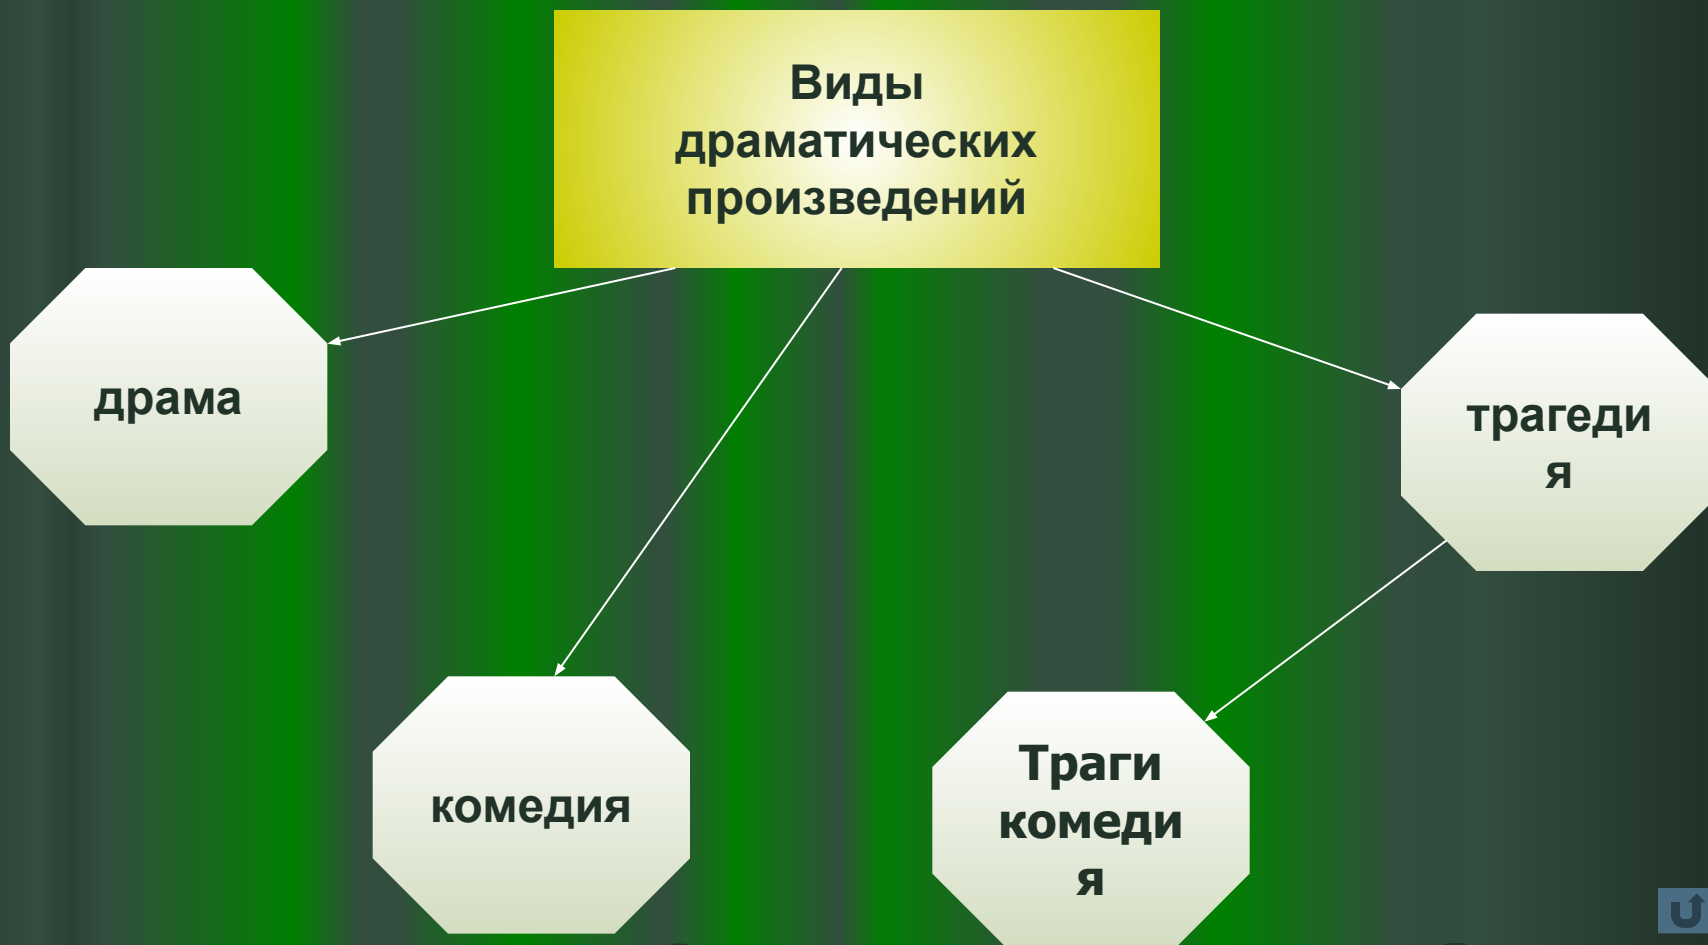 Виды
драматических
произведений
драма
трагеди
я
комедия
Траги
комеди
я